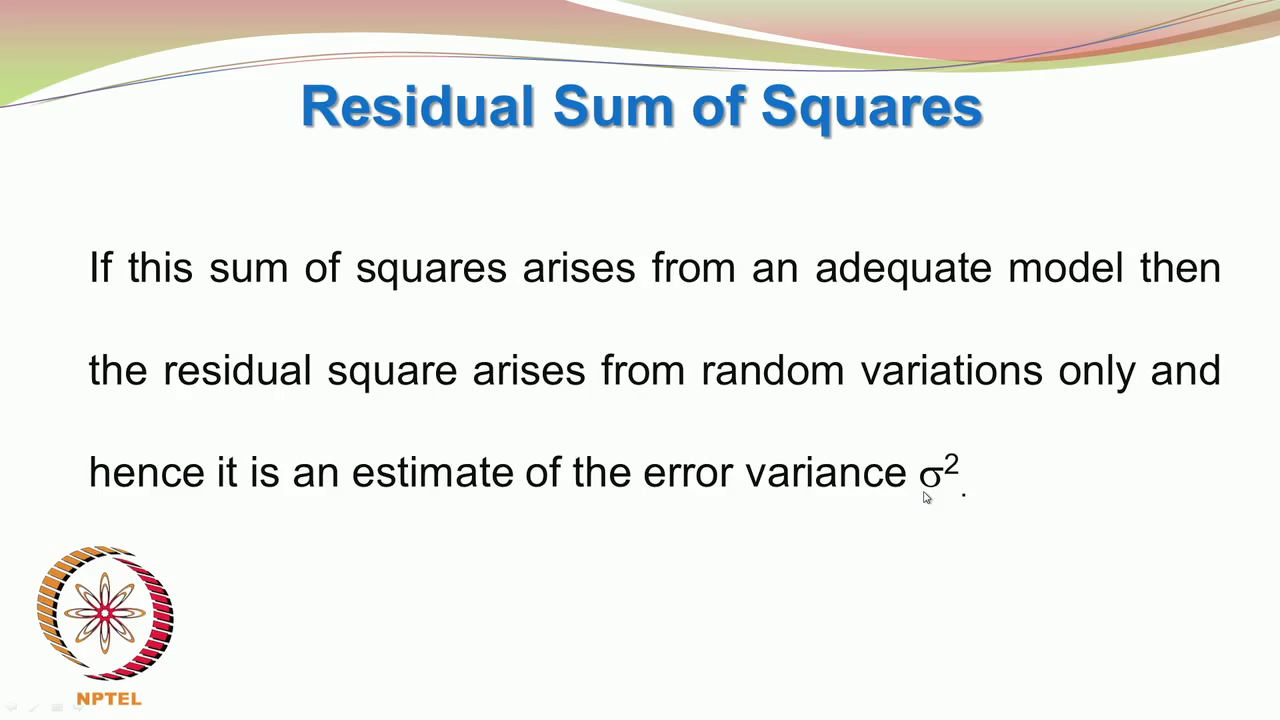 Residual Sum of Squares
If this sum of squares arises from an adequate model then
the residual square arises from random variations only and
hence it is an estimate of the error variance σ².
NPTEL